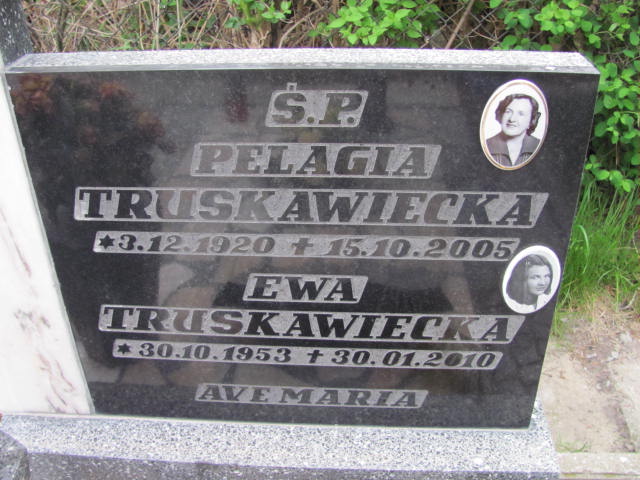 Ś.P.
PELAGIA
TRUSKAWIECKA
*3.12.1920 + 15.10.2005
EWA
TRUSKAWIECKA
*30.10.1953 + 30.01.2010
AVE MARIA